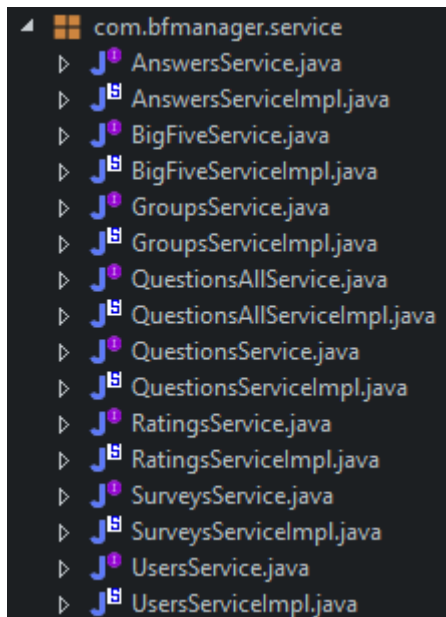 com.bfmanager.service
AnswersService.java
AnswersServiceImpl.java
BigFiveService.java
BigFiveServiceImpl.java
GroupsService.java
GroupsServiceImpl.java
QuestionsAllService.java
QuestionsAllServiceImpl.java
QuestionsService.java
QuestionsServiceImpl.java
RatingsService.java
RatingsServiceImpl.java
SurveysService.java
SurveysServiceImpl.java
UsersService.java
UsersServiceImpl.java